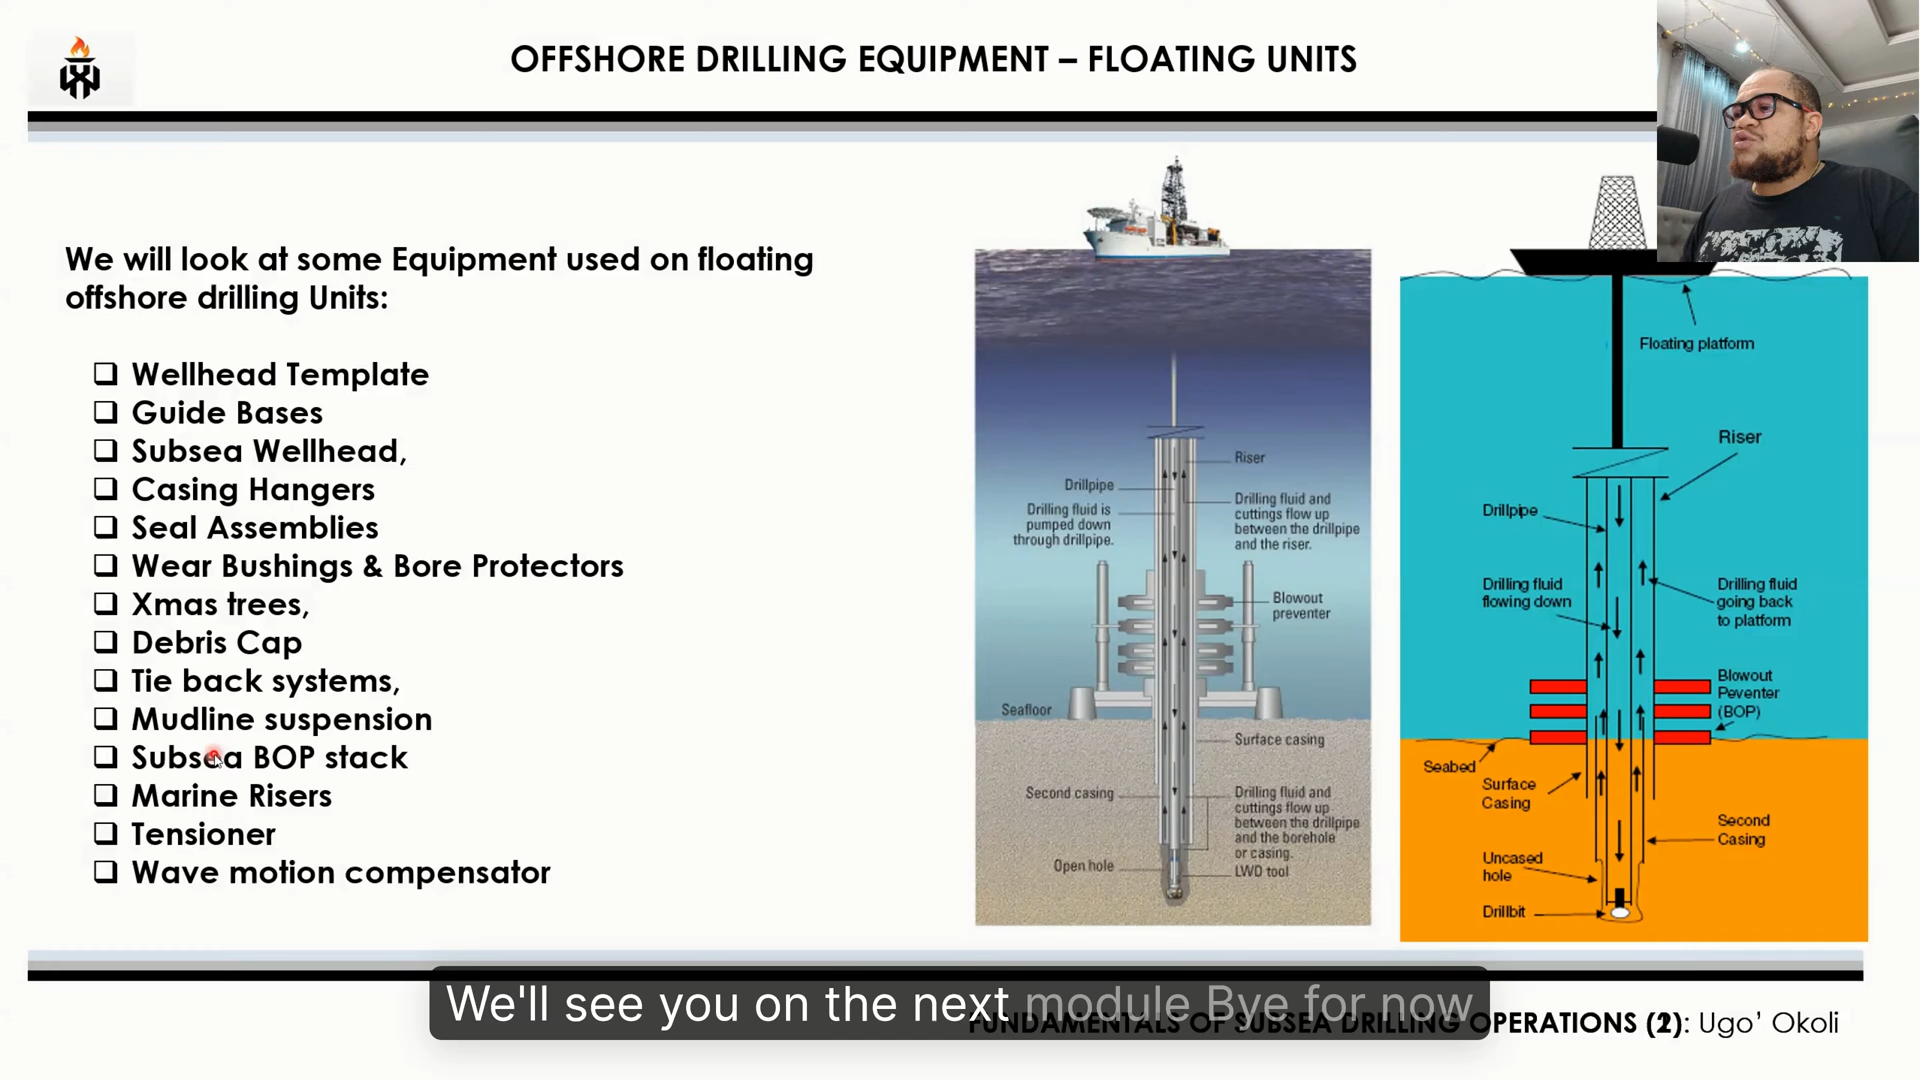 OFFSHORE DRILLING EQUIPMENT – FLOATING UNITS
We will look at some Equipment used on floating
offshore drilling Units:
❑ Wellhead Template
❑ Guide Bases
❑ Subsea Wellhead,
❑ Casing Hangers
❑ Seal Assemblies
❑ Wear Bushings & Bore Protectors
❑ Xmas trees,
❑ Debris Cap
❑ Tie back systems,
❑ Mudline suspension
❑ Subsea BOP stack
❑ Marine Risers
❑ Tensioner
❑ Wave motion compensator
Riser
Drillpipe
Drilling fluid is
pumped down
through drillpipe.
Drilling fluid and
cuttings flow up
between the drillpipe
and the riser.
Blowout
preventer
Seafloor
Surface casing
Second casing
Drilling fluid and
cuttings flow up
between the drillpipe
and the borehole
or casing.
Open hole
LWD tool
Floating platform
Riser
Drillpipe
Drilling fluid
flowing down
Drilling fluid
going back
to platform
Blowout
Peventer
(BOP)
Seabed
Surface
Casing
Second
Casing
Uncased
hole
Drillbit
We'll see you on the next module Bye for now
FUNDAMENTALS OF SUBSEA DRILLING OPERATIONS (2): Ugo' Okoli